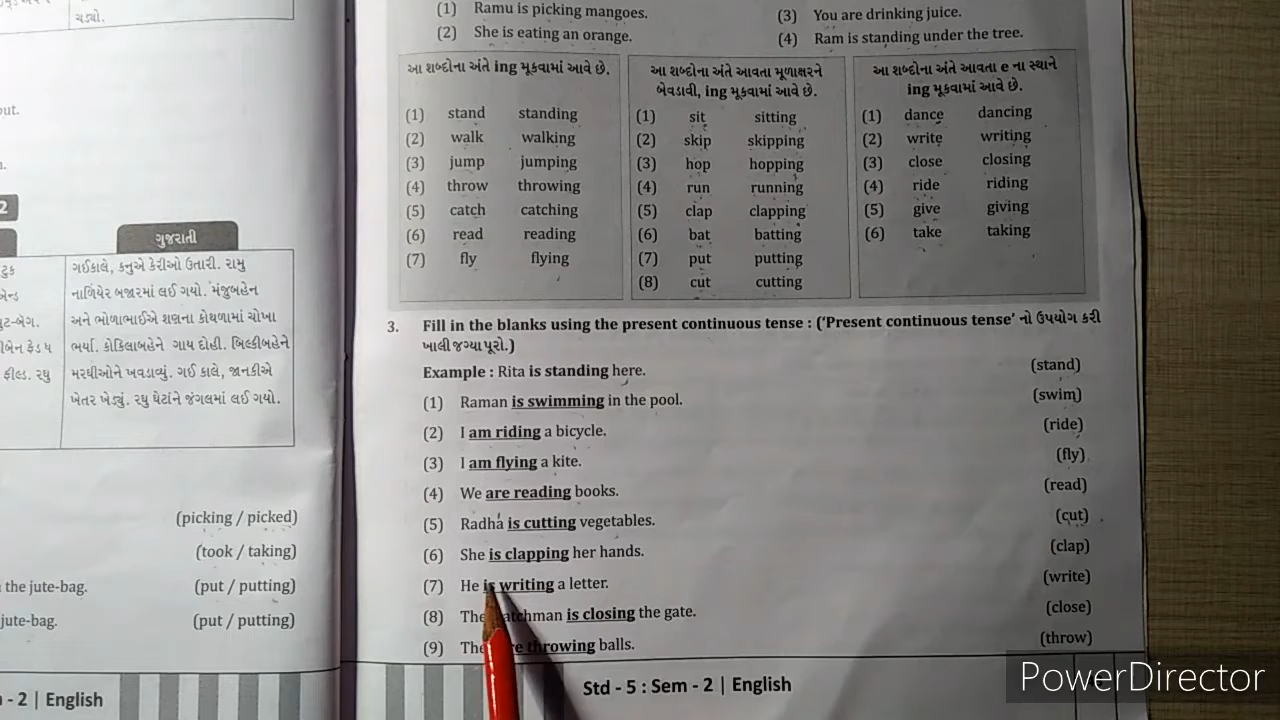 ચડ્યો.
out.
2
ગુજરાતી
ગઈકાલે, કનુએ કેરીઓ ઉતારી. રામુ
નાળિયેર બજારમાં લઈ ગયો. મંજુબહેન
અને ભોળાભાઈએ શણના કોથળામાં ચોખા
ભર્યા. કોકિલાબહેને ગાય દોહી. બિલ્કીબહેને
મરઘીઓને ખવડાવ્યું. ગઈ કાલે, જાનકીએ
ખેતર ખેડ્યું. રઘુ ઘેટાંને જંગલમાં લઈ ગયો.
(picking / picked)
(took / taking)
the jute-bag. (put / putting)
jute-bag. (put / putting)
- 2 | English
(1) Ramu is picking mangoes. (3) You are drinking juice.
(2) She is eating an orange. (4) Ram is standing under the tree.
આ શબ્દોના અંતે ing મૂકવામાં આવે છે.
(1) stand standing
(2) walk walking
(3) jump jumping
(4) throw throwing
(5) catch catching
(6) read reading
(7) fly flying
આ શબ્દોના અંતે આવતા મૂળાક્ષરને
બેવડાવી, ing મૂકવામાં આવે છે.
(1) sit sitting
(2) skip skipping
(3) hop hopping
(4) run running
(5) clap clapping
(6) bat batting
(7) put putting
(8) cut cutting
આ શબ્દોના અંતે આવતા e ના સ્થાને
ing મૂકવામાં આવે છે.
(1) dance dancing
(2) write writing
(3) close closing
(4) ride riding
(5) give giving
(6) take taking
3. Fill in the blanks using the present continuous tense : ('Present continuous tense' નો ઉપયોગ કરી
ખાલી જગ્યા પૂરો.)
Example : Rita is standing here. (stand)
(1) Raman is swimming in the pool. (swim)
(2) I am riding a bicycle. (ride)
(3) I am flying a kite. (fly)
(4) We are reading books. (read)
(5) Radha is cutting vegetables. (cut)
(6) She is clapping her hands. (clap)
(7) He is writing a letter. (write)
(8) The is closing the gate. (close)
(9) throwing balls. (throw)
Std - 5 : Sem - 2 | English
PowerDirector